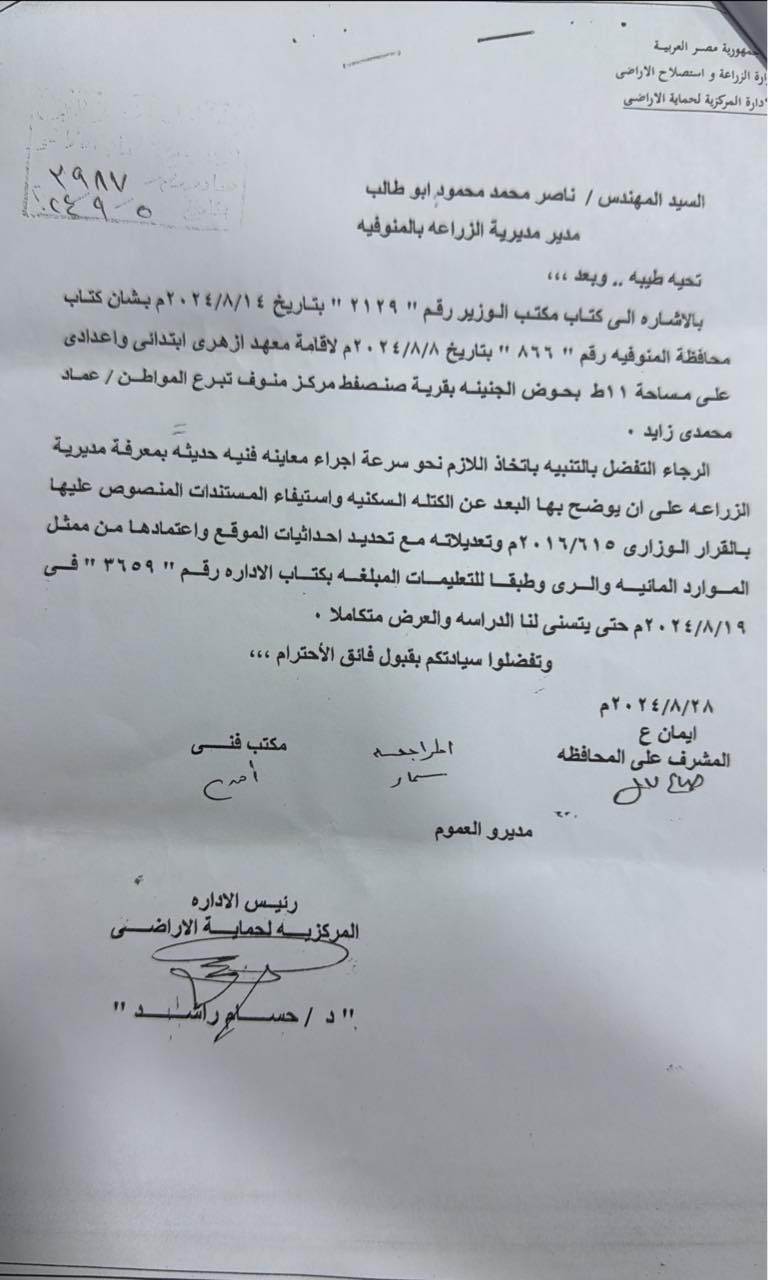 جمهورية مصر العربية
وزارة الزراعة و استصلاح الاراضى
الادارة المركزية لحماية الاراضى
٣٩٨٧
٥ ٩ ٢٠٢٤
السيد المهندس / ناصر محمد محمود ابو طالب
مدير مديرية الزراعه بالمنوفيه
تحيه طيبه .. وبعد ،،،
بالاشاره الى كتاب مكتب الوزير رقم " ٢١٢٩ " بتاريخ ٢٠٢٤/٨/١٤م بشان كتاب
محافظة المنوفيه رقم " ٨٦٦ " بتاريخ ٢٠٢٤/٨/٨م لاقامة معهد ازهرى ابتدائى واعدادى
على مساحة ١١ط بحوض الجنينه بقرية صنصفط مركز منوف تبرع المواطن / عماد
محمدى زايد .
الرجاء التفضل بالتنبيه باتخاذ اللازم نحو سرعة اجراء معاينه فنيه حديثه بمعرفة مديرية
الزراعه على ان يوضح بها البعد عن الكتله السكنيه واستيفاء المستندات المنصوص عليها
بالقرار الوزارى ٢٠١٦/٦١٥م وتعديلاته مع تحديد احداثيات الموقع واعتمادها من ممثل
الموارد المائيه والرى وطبقا للتعليمات المبلغه بكتاب الاداره رقم " ٣٦٥٩ " فى
٢٠٢٤/٨/١٩م حتى يتسنى لنا الدراسه والعرض متكاملا .
وتفضلوا سيادتكم بقبول فائق الأحترام ،،،
٢٠٢٤/٨/٢٨م
ايمان ع
المشرف على المحافظه
المراجعه
مكتب فنى
سمار
مديرو العموم
رئيس الاداره
المركزيه لحماية الاراضى
" د / حسام راشد "